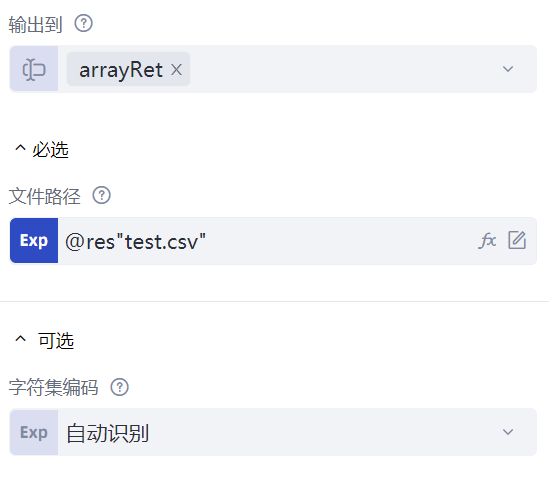 输出到
arrayRet
必选
文件路径
Exp @res"test.csv" fx
可选
字符集编码
Exp 自动识别